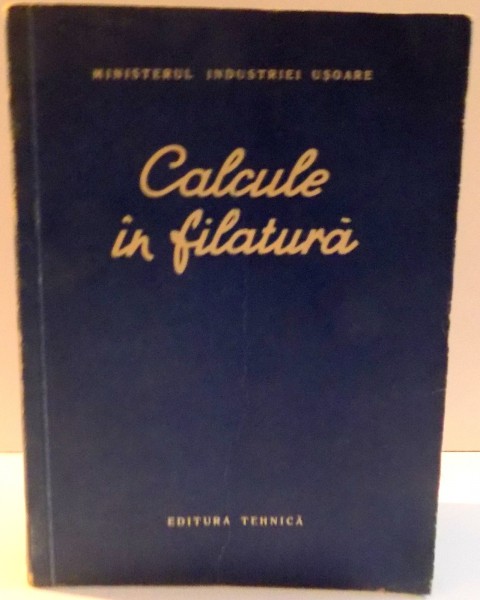 MINISTERUL INDUSTRIEI UȘOARE
Calcule
în filatură
EDITURA TEHNICĂ